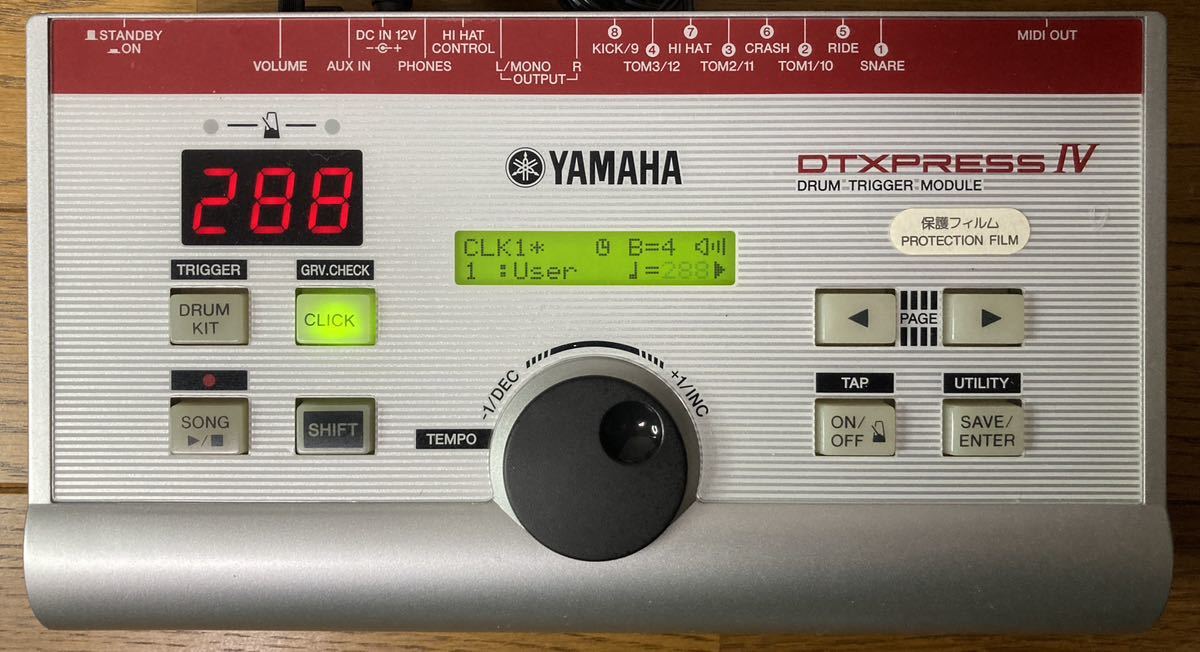 STANDBY
ON
VOLUME
AUX IN
DC IN 12V
PHONES
HI HAT
CONTROL
L/MONO
R
OUTPUT
8
KICK/9
4
TOM3/12
7
HI HAT
3
TOM2/11
6
CRASH
2
TOM1/10
5
RIDE
1
SNARE
MIDI OUT
288
YAMAHA
DTXPRESS IV
DRUM TRIGGER MODULE
保護フィルム
PROTECTION FILM
CLK1* B=4
1 :User ♩=288
TRIGGER
DRUM
KIT
GRV.CHECK
CLICK
SONG
▶/■
SHIFT
TEMPO
-1/DEC
+1/INC
◀
PAGE
▶
TAP
ON/
OFF
UTILITY
SAVE/
ENTER